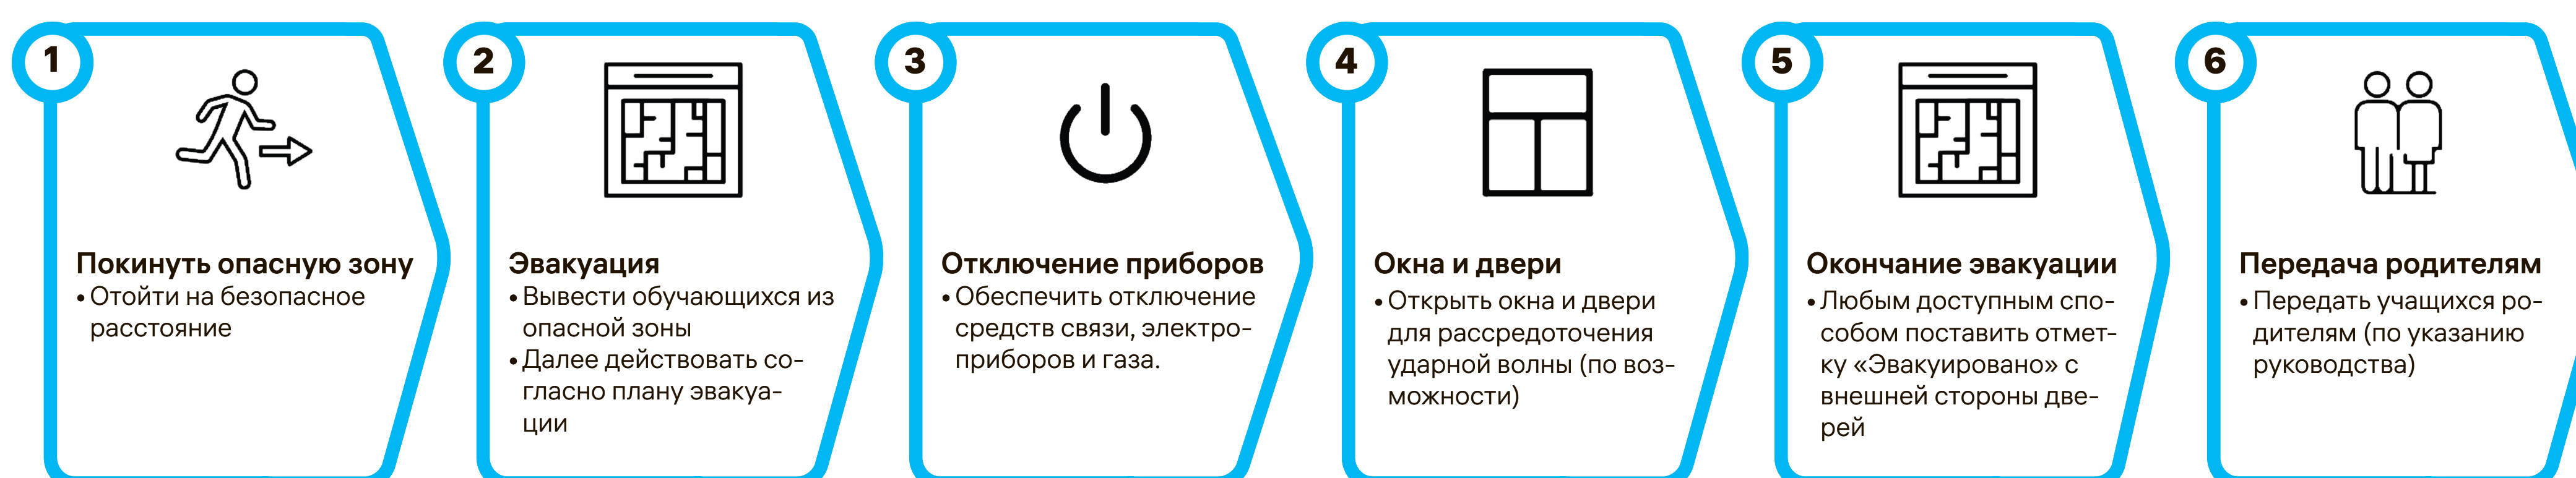 1
Покинуть опасную зону
• Отойти на безопасное
расстояние
2
Эвакуация
• Вывести обучающихся из
опасной зоны
• Далее действовать со-
гласно плану эвакуа-
ции
3
Отключение приборов
• Обеспечить отключение
средств связи, электро-
приборов и газа.
4
Окна и двери
• Открыть окна и двери
для рассредоточения
ударной волны (по воз-
можности)
5
Окончание эвакуации
• Любым доступным спо-
собом поставить отмет-
ку «Эвакуировано» с
внешней стороны две-
рей
6
Передача родителям
• Передать учащихся ро-
дителям (по указанию
руководства)